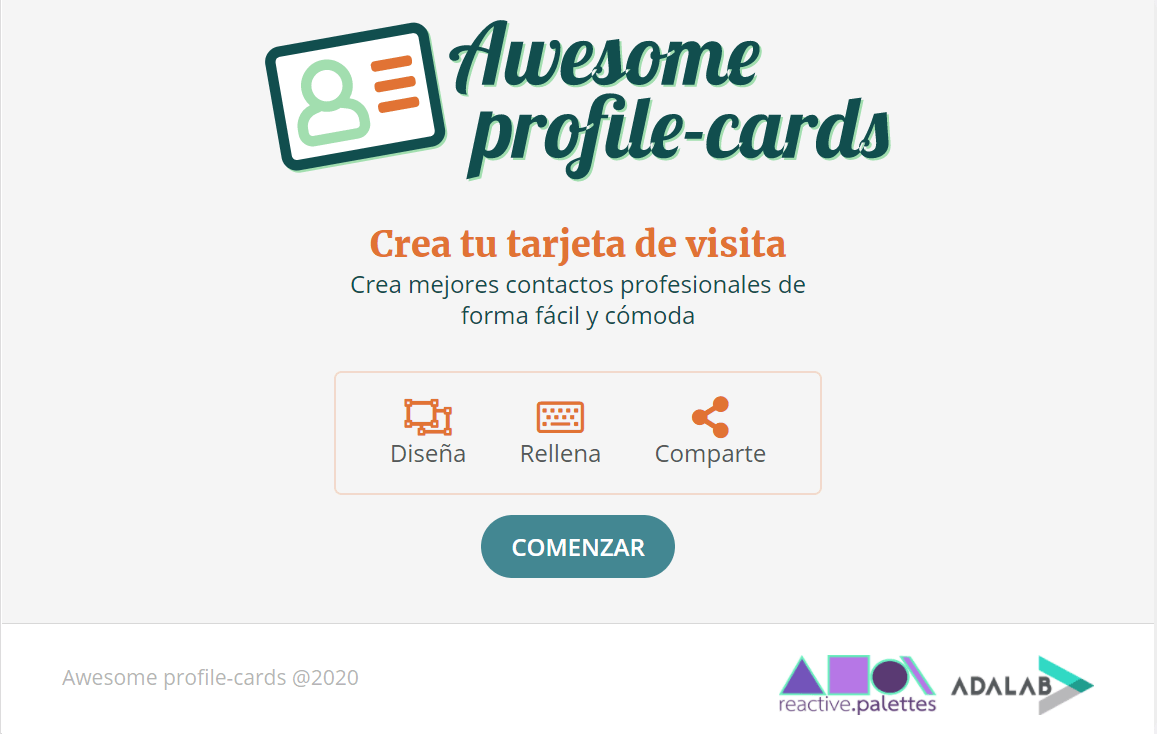 Awesome
profile-cards
Crea tu tarjeta de visita
Crea mejores contactos profesionales de
forma fácil y cómoda
Diseña
Rellena
Comparte
COMENZAR
Awesome profile-cards @2020
reactive.palettes
ADALAB